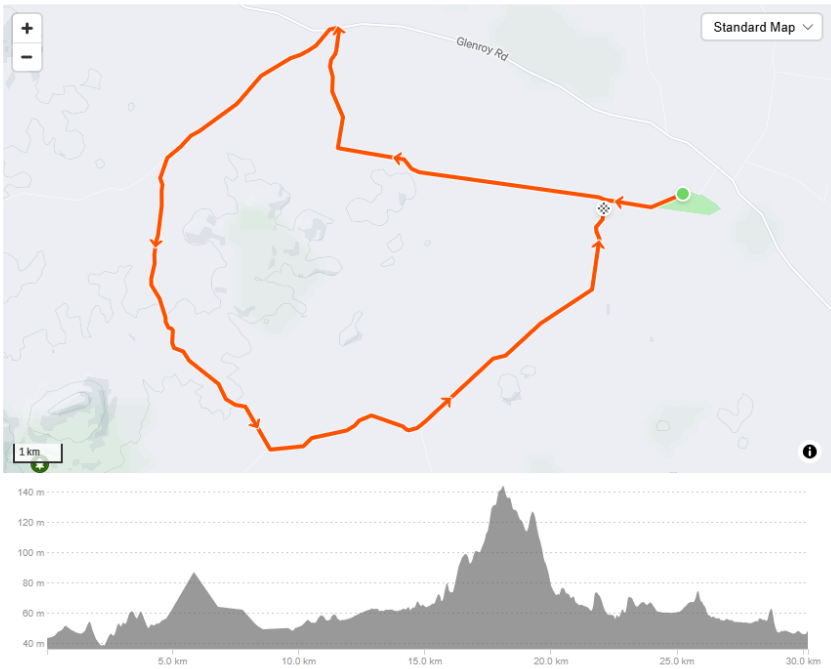 +
Standard Map
−
Glenroy Rd
1 km
i
140 m
120 m
100 m
80 m
60 m
40 m
5.0 km
10.0 km
15.0 km
20.0 km
25.0 km
30.0 km